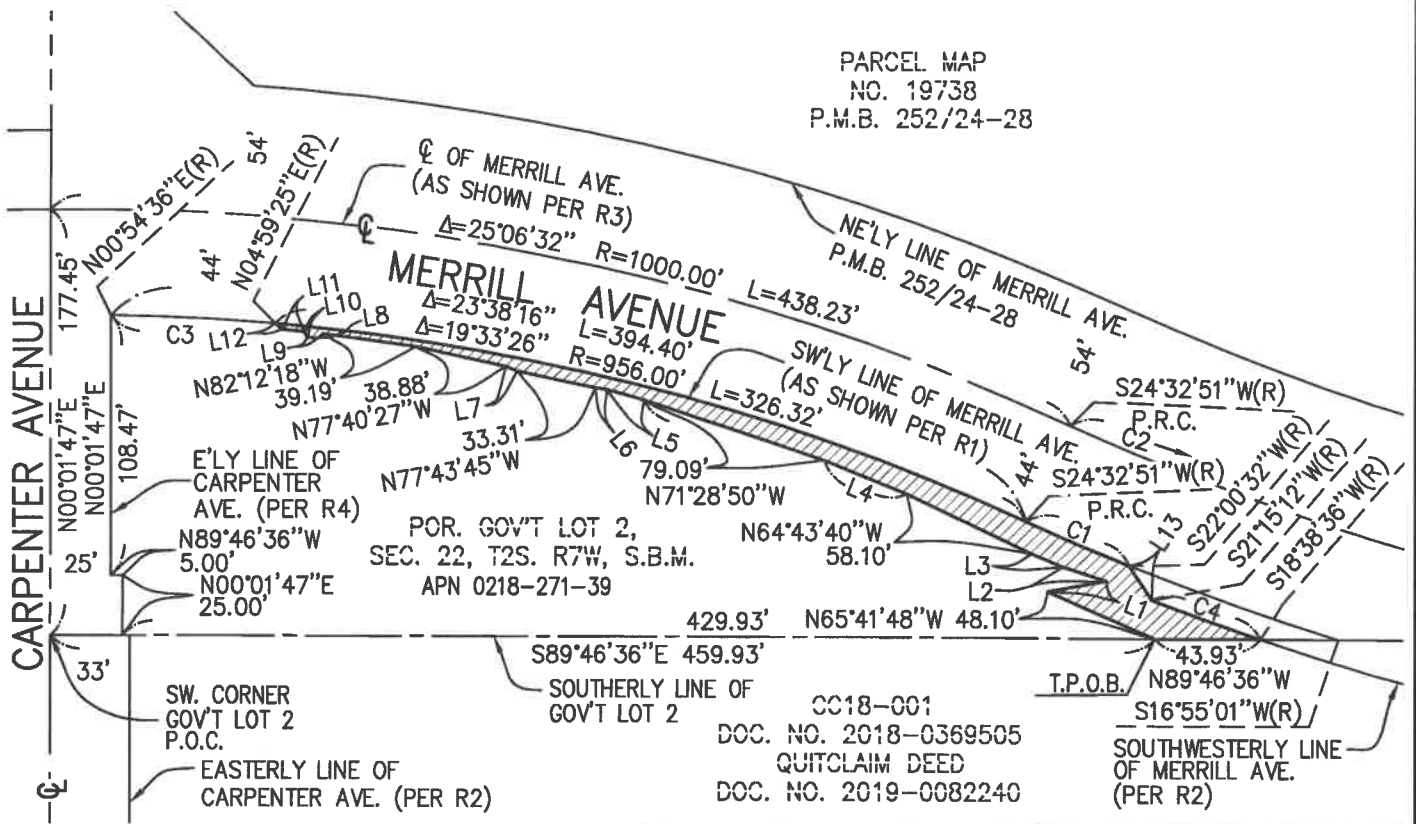 PARCEL MAP
NO. 19738
P.M.B. 252/24-28
54'
N00°54'36"E(R)
N04°59'25"E(R)
44'
℄ OF MERRILL AVE.
(AS SHOWN PER R3)
℄
Δ=25°06'32" R=1000.00' L=438.23'
NE'LY LINE OF MERRILL AVE.
P.M.B. 252/24-28
54'
MERRILL AVENUE
Δ=23°38'16" L=394.40'
Δ=19°33'26" R=956.00' L=326.32'
SW'LY LINE OF MERRILL AVE.
(AS SHOWN PER R1)
44'
S24°32'51"W(R)
P.R.C.
C2
S24°32'51"W(R)
P.R.C.
C1
L13
S22°00'32"W(R)
S21°15'12"W(R)
S18°38'36"W(R)
CARPENTER AVENUE
177.45'
N00°01'47"E
N00°01'47"E
108.47'
C3
L12
L11
L10
L9
L8
N82°12'18"W
39.19'
38.88'
N77°40'27"W
L7
33.31'
N77°43'45"W
L6
L5
79.09'
N71°28'50"W
L4
N64°43'40"W
58.10'
L3
L2
L1
C4
E'LY LINE OF
CARPENTER
AVE. (PER R4)
25'
N89°46'36"W
5.00'
N00°01'47"E
25.00'
POR. GOV'T LOT 2,
SEC. 22, T2S. R7W, S.B.M.
APN 0218-271-39
429.93'
N65°41'48"W 48.10'
S89°46'36"E 459.93'
33'
SW. CORNER
GOV'T LOT 2
P.O.C.
SOUTHERLY LINE OF
GOV'T LOT 2
T.P.O.B.
43.93'
N89°46'36"W
S16°55'01"W(R)
CC18-001
DOC. NO. 2018-0369505
QUITCLAIM DEED
DOC. NO. 2019-0082240
SOUTHWESTERLY LINE
OF MERRILL AVE.
(PER R2)
EASTERLY LINE OF
CARPENTER AVE. (PER R2)
℄